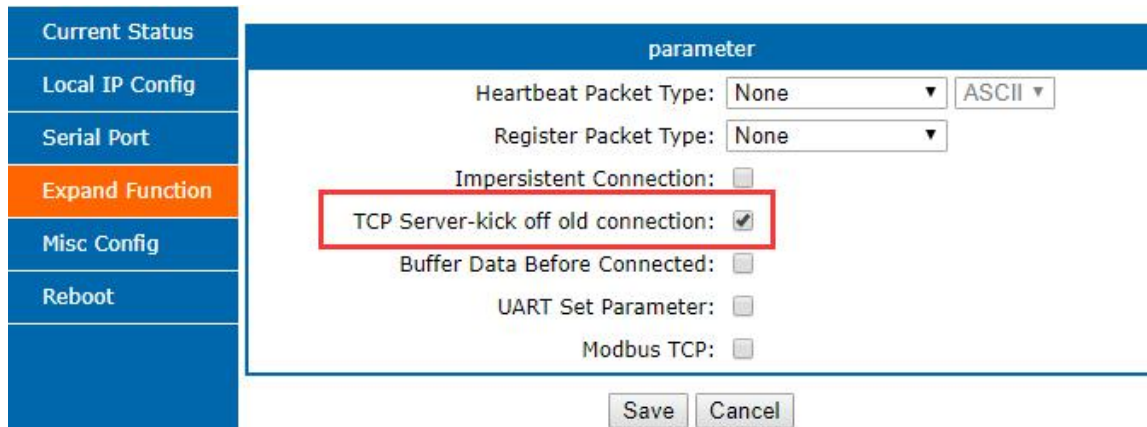 Current Status
Local IP Config
Serial Port
Expand Function
Misc Config
Reboot
parameter
Heartbeat Packet Type: None ASCII
Register Packet Type: None
Impersistent Connection:
TCP Server-kick off old connection:
Buffer Data Before Connected:
UART Set Parameter:
Modbus TCP:
Save Cancel